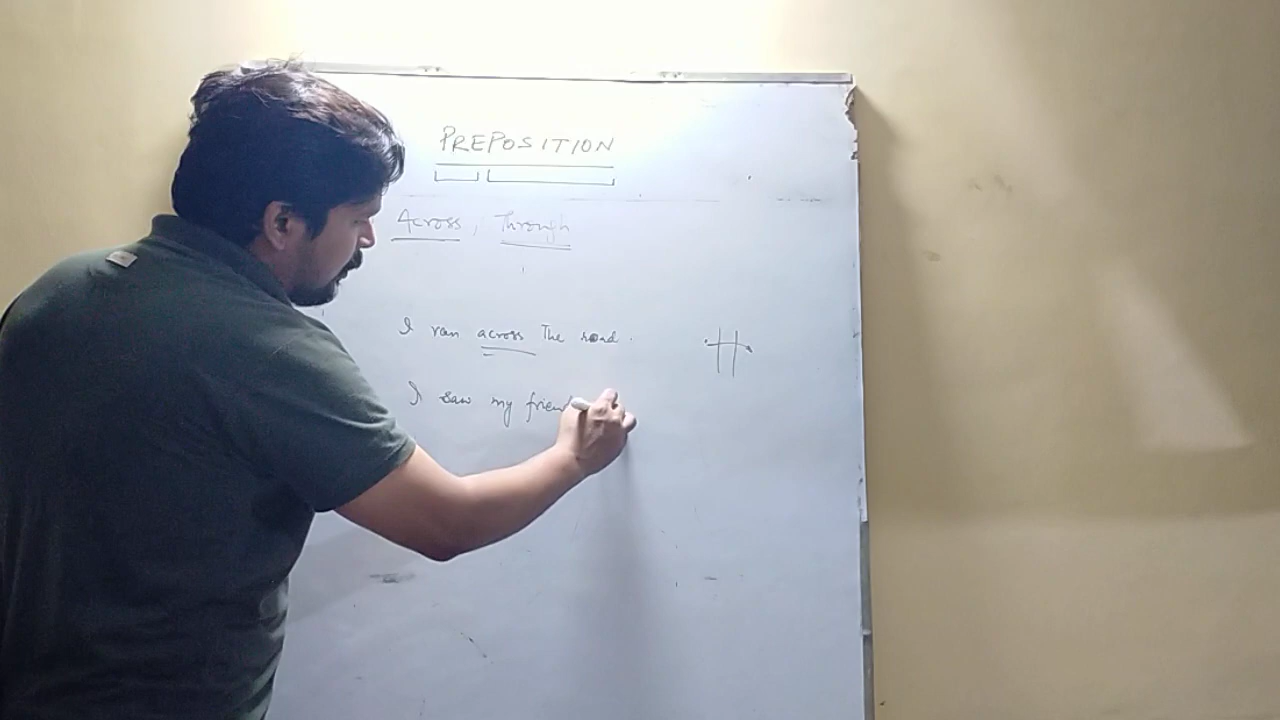 PREPOSITION
Across, Through
I ran across The road.
I saw my friend